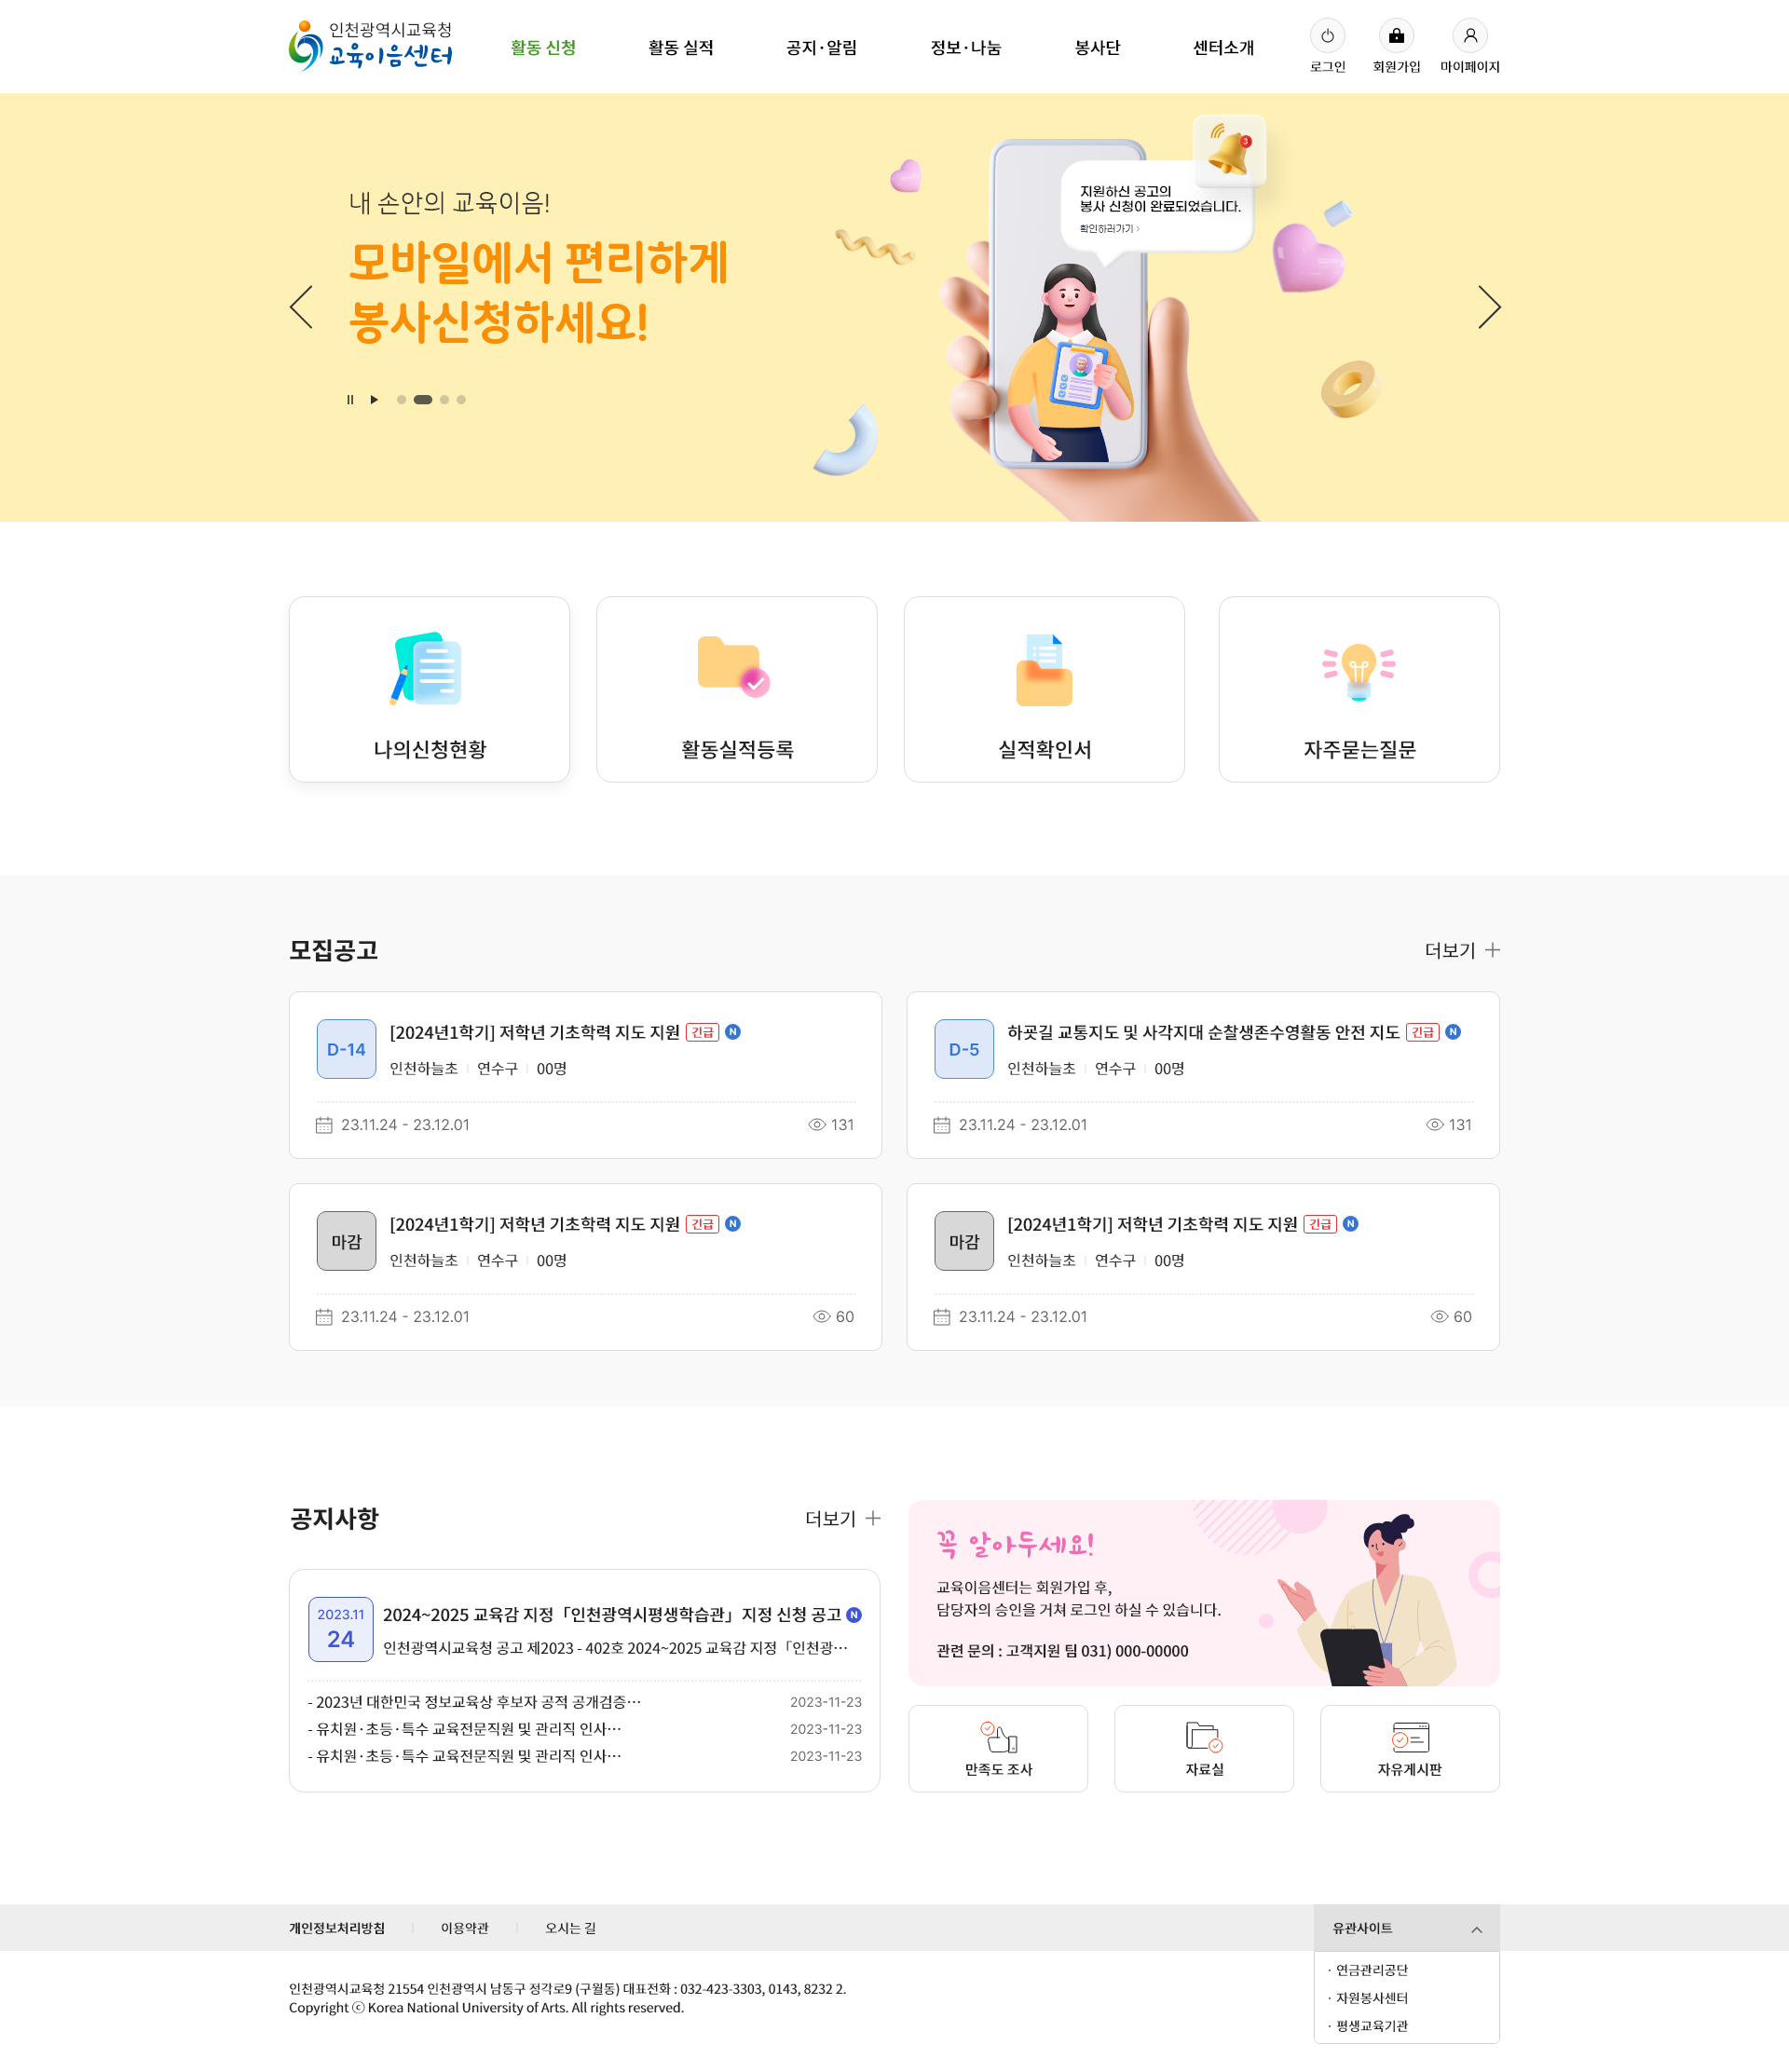 인천광역시교육청
교육이음센터
활동 신청
활동 실적
공지·알림
정보·나눔
봉사단
센터소개
로그인
회원가입
마이페이지
내 손안의 교육이음!
모바일에서 편리하게
봉사신청하세요!
3
지원하신 공고의
봉사 신청이 완료되었습니다.
확인하러가기 >
나의신청현황
활동실적등록
실적확인서
자주묻는질문
모집공고
더보기
D-14
[2024년1학기] 저학년 기초학력 지도 지원 긴급 N
인천하늘초 연수구 00명
23.11.24 - 23.12.01
131
D-5
하굣길 교통지도 및 사각지대 순찰생존수영활동 안전 지도 긴급 N
인천하늘초 연수구 00명
23.11.24 - 23.12.01
131
마감
[2024년1학기] 저학년 기초학력 지도 지원 긴급 N
인천하늘초 연수구 00명
23.11.24 - 23.12.01
60
마감
[2024년1학기] 저학년 기초학력 지도 지원 긴급 N
인천하늘초 연수구 00명
23.11.24 - 23.12.01
60
공지사항
더보기
2023.11
24
2024~2025 교육감 지정「인천광역시평생학습관」지정 신청 공고 N
인천광역시교육청 공고 제2023 - 402호 2024~2025 교육감 지정「인천광…
- 2023년 대한민국 정보교육상 후보자 공적 공개검증… 2023-11-23
- 유치원·초등·특수 교육전문직원 및 관리직 인사… 2023-11-23
- 유치원·초등·특수 교육전문직원 및 관리직 인사… 2023-11-23
꼭 알아두세요!
교육이음센터는 회원가입 후,
담당자의 승인을 거쳐 로그인 하실 수 있습니다.
관련 문의 : 고객지원 팀 031) 000-00000
만족도 조사
자료실
자유게시판
개인정보처리방침
이용약관
오시는 길
유관사이트
· 연금관리공단
· 자원봉사센터
· 평생교육기관
인천광역시교육청 21554 인천광역시 남동구 정각로9 (구월동) 대표전화 : 032-423-3303, 0143, 8232 2.
Copyright ⓒ Korea National University of Arts. All rights reserved.